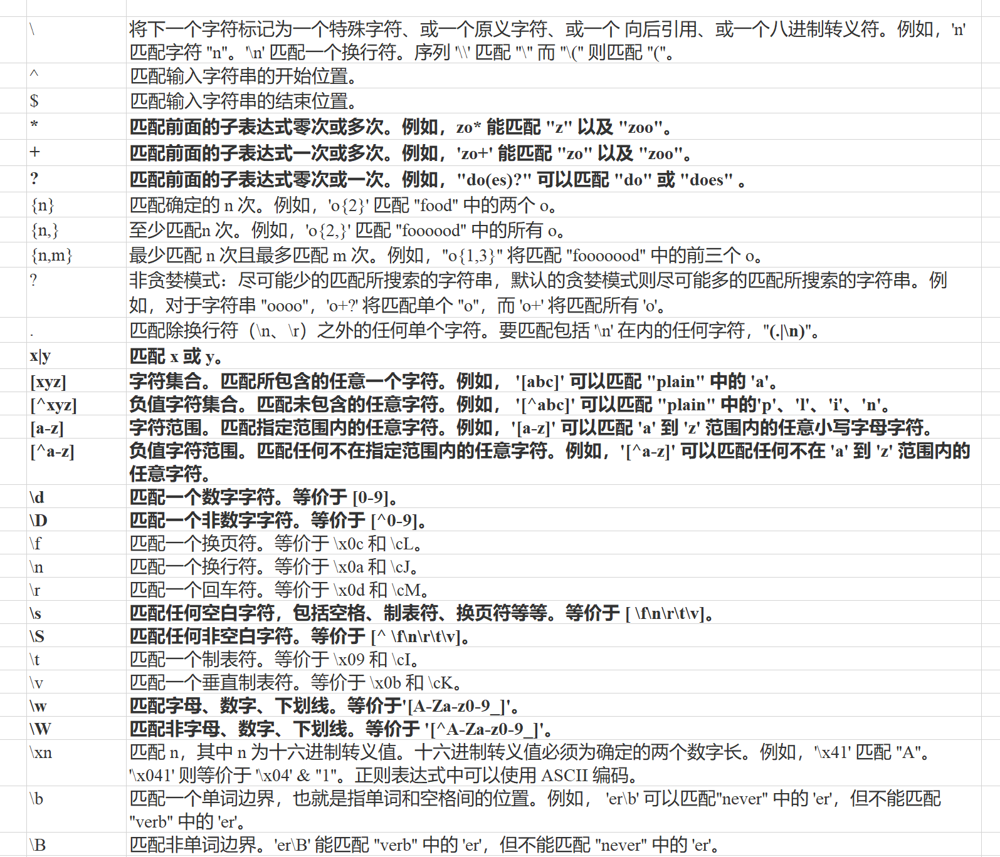 \ 将下一个字符标记为一个特殊字符、或一个原义字符、或一个 向后引用、或一个八进制转义符。例如，'n'
匹配字符 "n"。'\n' 匹配一个换行符。序列 '\\' 匹配 "\" 而 "\(" 则匹配 "("。
^ 匹配输入字符串的开始位置。
$ 匹配输入字符串的结束位置。
* 匹配前面的子表达式零次或多次。例如，zo* 能匹配 "z" 以及 "zoo"。
+ 匹配前面的子表达式一次或多次。例如，'zo+' 能匹配 "zo" 以及 "zoo"。
? 匹配前面的子表达式零次或一次。例如，"do(es)?" 可以匹配 "do" 或 "does" 。
{n} 匹配确定的 n 次。例如，'o{2}' 匹配 "food" 中的两个 o。
{n,} 至少匹配n 次。例如，'o{2,}' 匹配 "foooood" 中的所有 o。
{n,m} 最少匹配 n 次且最多匹配 m 次。例如，"o{1,3}" 将匹配 "fooooood" 中的前三个 o。
? 非贪婪模式：尽可能少的匹配所搜索的字符串，默认的贪婪模式则尽可能多的匹配所搜索的字符串。例
如，对于字符串 "oooo"，'o+?' 将匹配单个 "o"，而 'o+' 将匹配所有 'o'。
. 匹配除换行符（\n、\r）之外的任何单个字符。要匹配包括 '\n' 在内的任何字符，"(.|\n)"。
x|y 匹配 x 或 y。
[xyz] 字符集合。匹配所包含的任意一个字符。例如， '[abc]' 可以匹配 "plain" 中的 'a'。
[^xyz] 负值字符集合。匹配未包含的任意字符。例如， '[^abc]' 可以匹配 "plain" 中的'p'、'l'、'i'、'n'。
[a-z] 字符范围。匹配指定范围内的任意字符。例如，'[a-z]' 可以匹配 'a' 到 'z' 范围内的任意小写字母字符。
[^a-z] 负值字符范围。匹配任何不在指定范围内的任意字符。例如，'[^a-z]' 可以匹配任何不在 'a' 到 'z' 范围内的
任意字符。
\d 匹配一个数字字符。等价于 [0-9]。
\D 匹配一个非数字字符。等价于 [^0-9]。
\f 匹配一个换页符。等价于 \x0c 和 \cL。
\n 匹配一个换行符。等价于 \x0a 和 \cJ。
\r 匹配一个回车符。等价于 \x0d 和 \cM。
\s 匹配任何空白字符，包括空格、制表符、换页符等等。等价于 [ \f\n\r\t\v]。
\S 匹配任何非空白字符。等价于 [^ \f\n\r\t\v]。
\t 匹配一个制表符。等价于 \x09 和 \cI。
\v 匹配一个垂直制表符。等价于 \x0b 和 \cK。
\w 匹配字母、数字、下划线。等价于'[A-Za-z0-9_]'。
\W 匹配非字母、数字、下划线。等价于 '[^A-Za-z0-9_]'。
\xn 匹配 n，其中 n 为十六进制转义值。十六进制转义值必须为确定的两个数字长。例如，'\x41' 匹配 "A"。
'\x041' 则等价于 '\x04' & "1"。正则表达式中可以使用 ASCII 编码。
\b 匹配一个单词边界，也就是指单词和空格间的位置。例如， 'er\b' 可以匹配"never" 中的 'er'，但不能匹配
"verb" 中的 'er'。
\B 匹配非单词边界。'er\B' 能匹配 "verb" 中的 'er'，但不能匹配 "never" 中的 'er'。